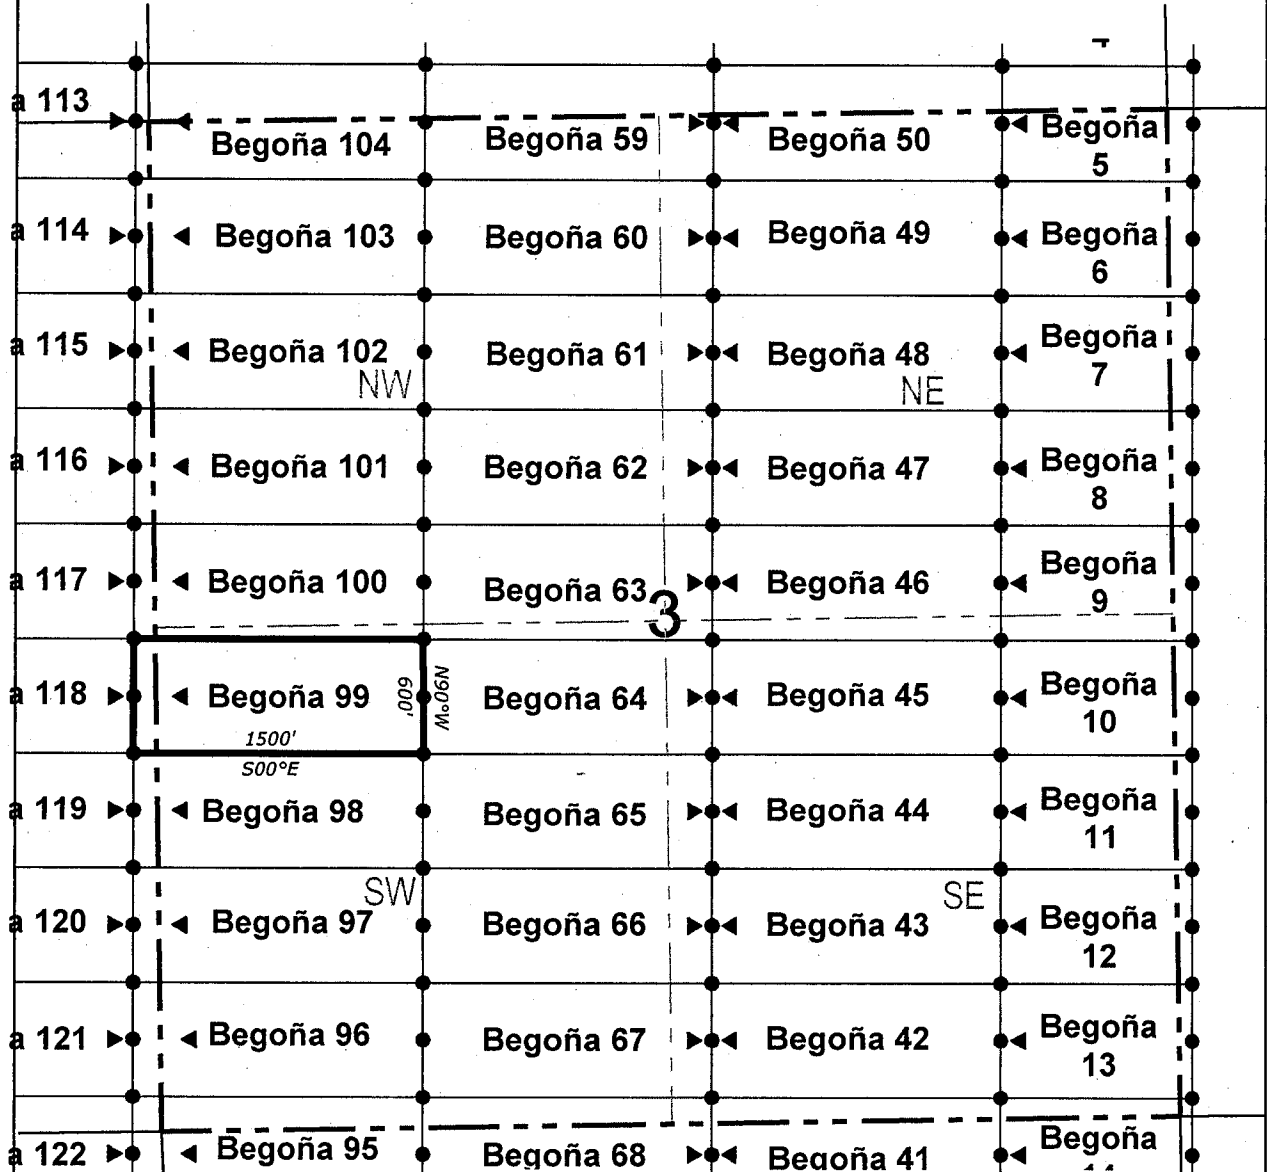 a 113
Begoña 104
Begoña 59
Begoña 50
Begoña
5
a 114
Begoña 103
Begoña 60
Begoña 49
Begoña
6
a 115
Begoña 102
Begoña 61
Begoña 48
Begoña
7
NW
NE
a 116
Begoña 101
Begoña 62
Begoña 47
Begoña
8
a 117
Begoña 100
Begoña 63
Begoña 46
Begoña
9
3
a 118
Begoña 99
600'
N90°W
1500'
S00°E
Begoña 64
Begoña 45
Begoña
10
a 119
Begoña 98
Begoña 65
Begoña 44
Begoña
11
SW
SE
a 120
Begoña 97
Begoña 66
Begoña 43
Begoña
12
a 121
Begoña 96
Begoña 67
Begoña 42
Begoña
13
a 122
Begoña 95
Begoña 68
Begoña 41
Begoña